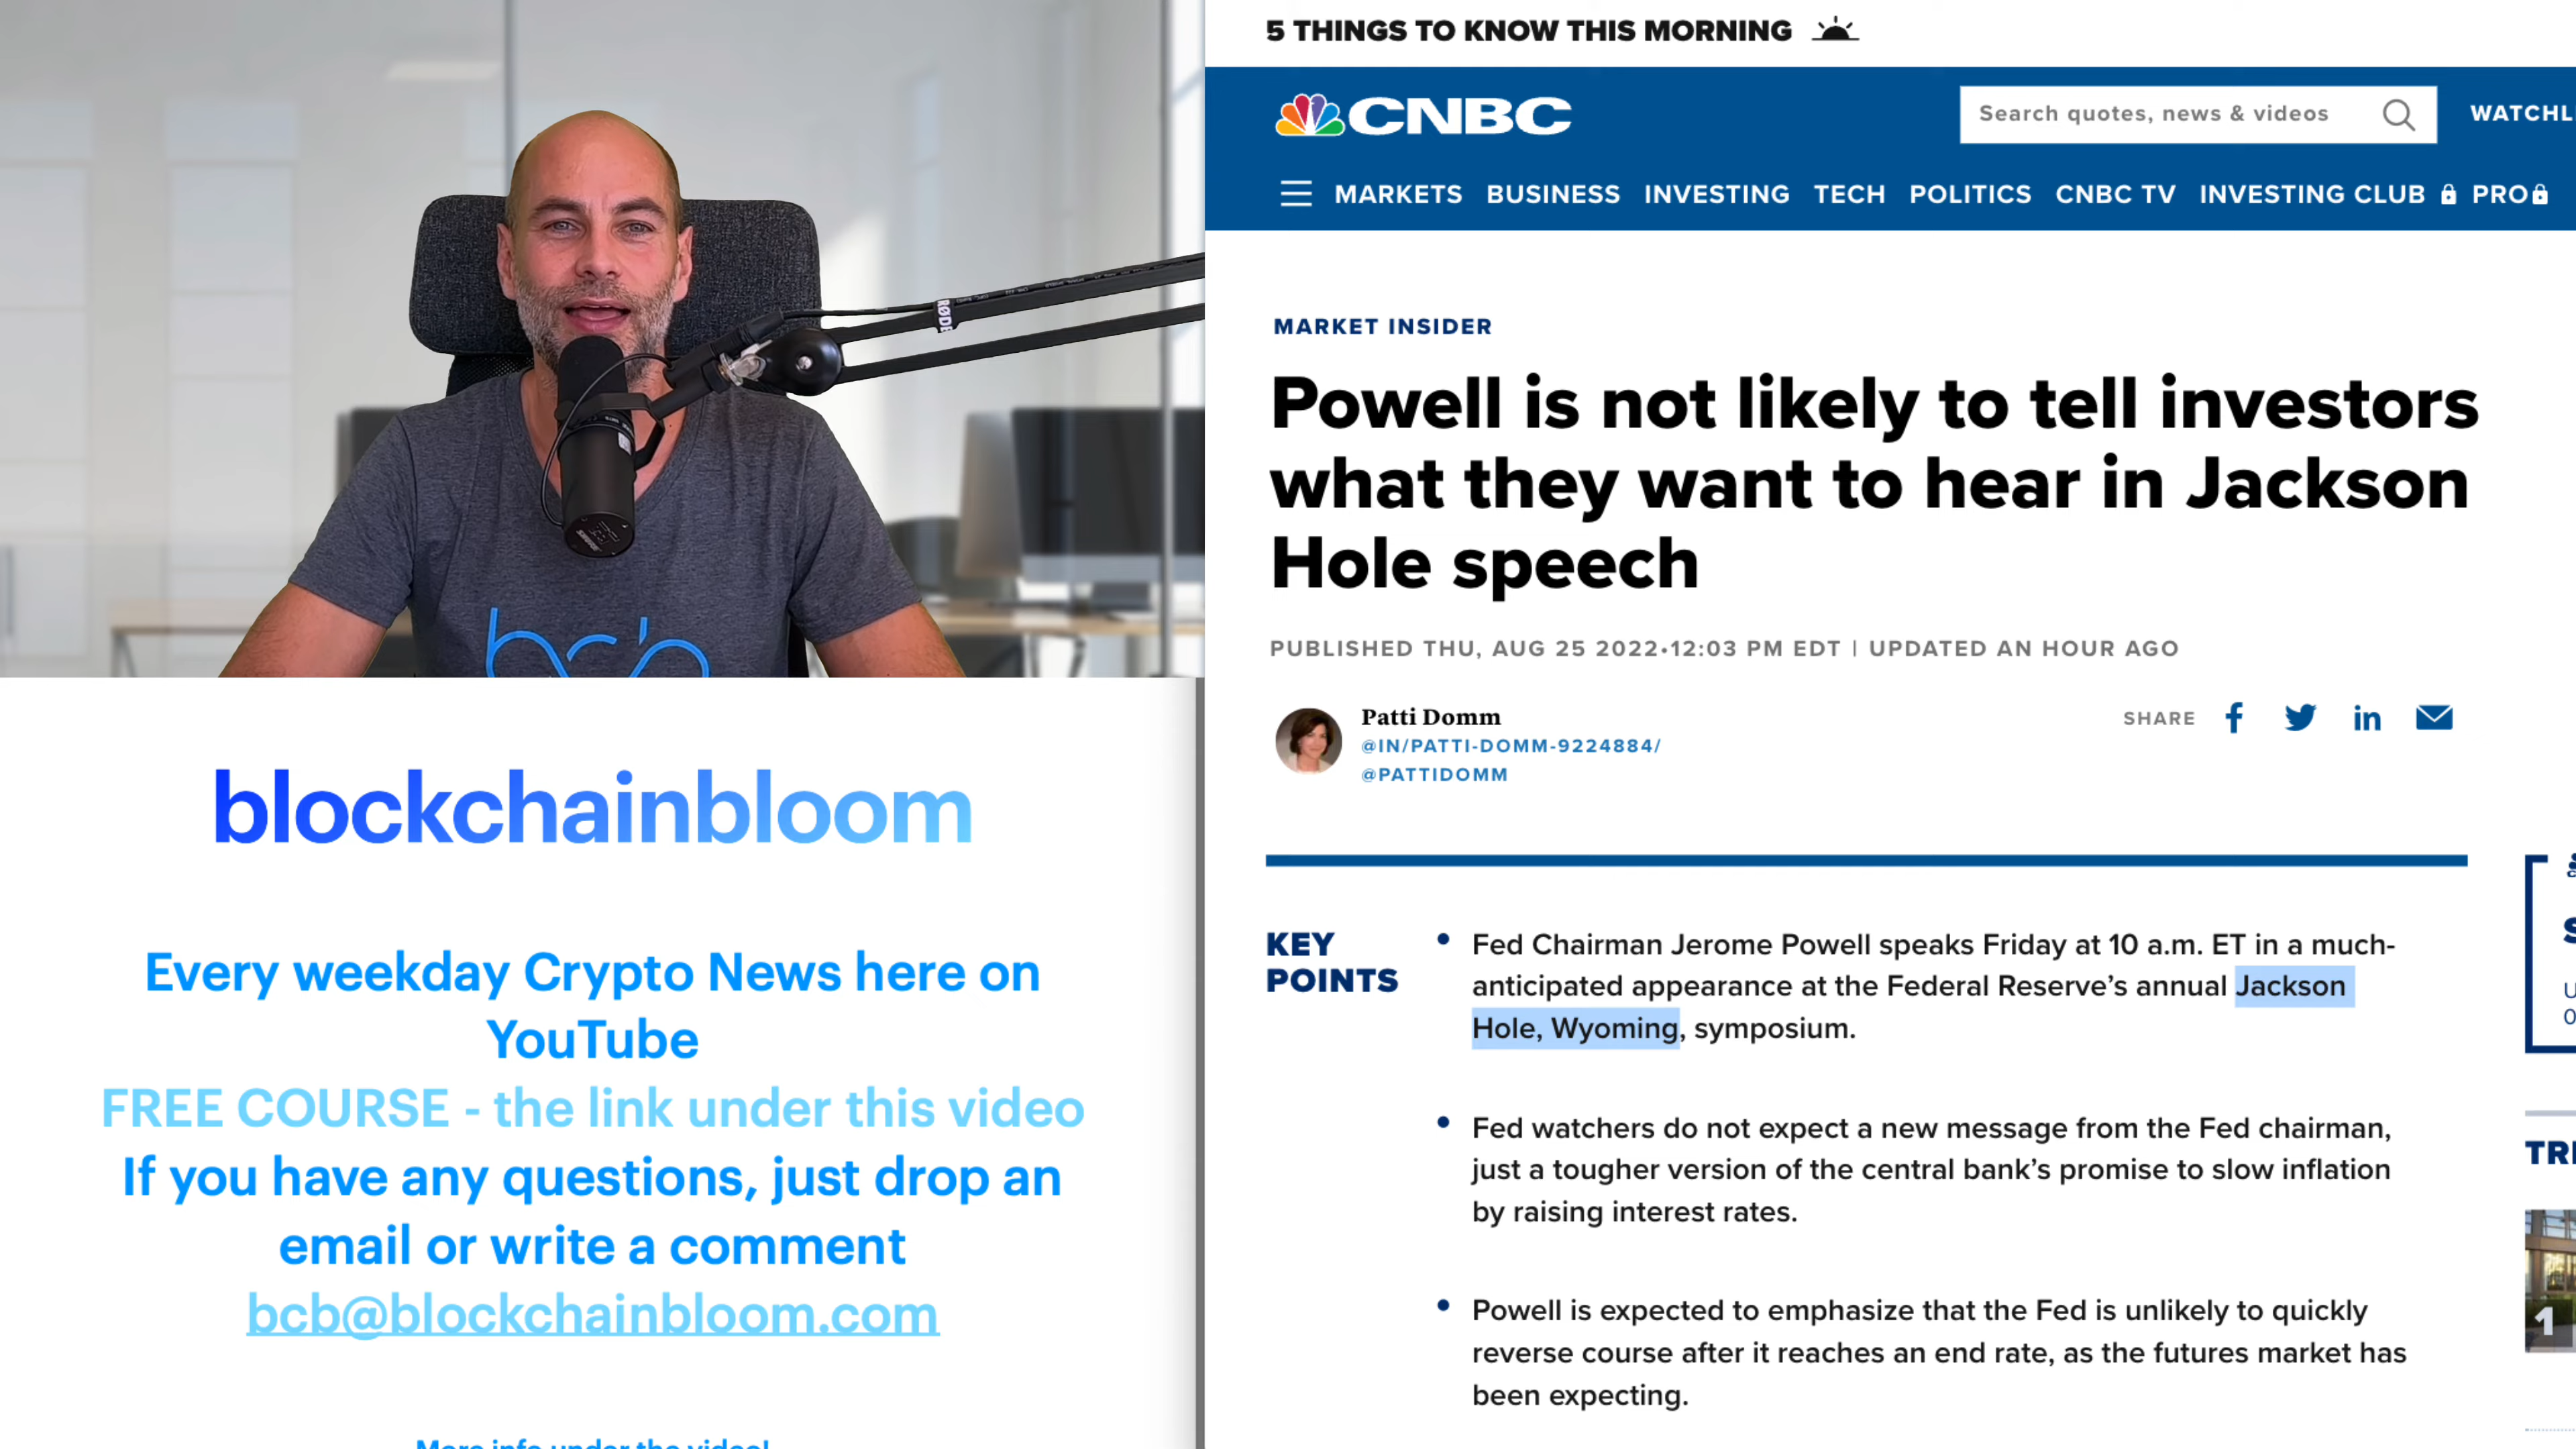 RØDE
bcb
blockchainbloom
Every weekday Crypto News here on
YouTube
FREE COURSE - the link under this video
If you have any questions, just drop an
email or write a comment
bcb@blockchainbloom.com
More info under the video!
5 THINGS TO KNOW THIS MORNING
CNBC
Search quotes, news & videos
MARKETS BUSINESS INVESTING TECH POLITICS CNBC TV INVESTING CLUB PRO
MARKET INSIDER
Powell is not likely to tell investors
what they want to hear in Jackson
Hole speech
PUBLISHED THU, AUG 25 2022•12:03 PM EDT | UPDATED AN HOUR AGO
Patti Domm
@IN/PATTI-DOMM-9224884/
@PATTIDOMM
SHARE
KEY
POINTS
• Fed Chairman Jerome Powell speaks Friday at 10 a.m. ET in a much-
anticipated appearance at the Federal Reserve's annual Jackson
Hole, Wyoming, symposium.
• Fed watchers do not expect a new message from the Fed chairman,
just a tougher version of the central bank's promise to slow inflation
by raising interest rates.
• Powell is expected to emphasize that the Fed is unlikely to quickly
reverse course after it reaches an end rate, as the futures market has
been expecting.
1